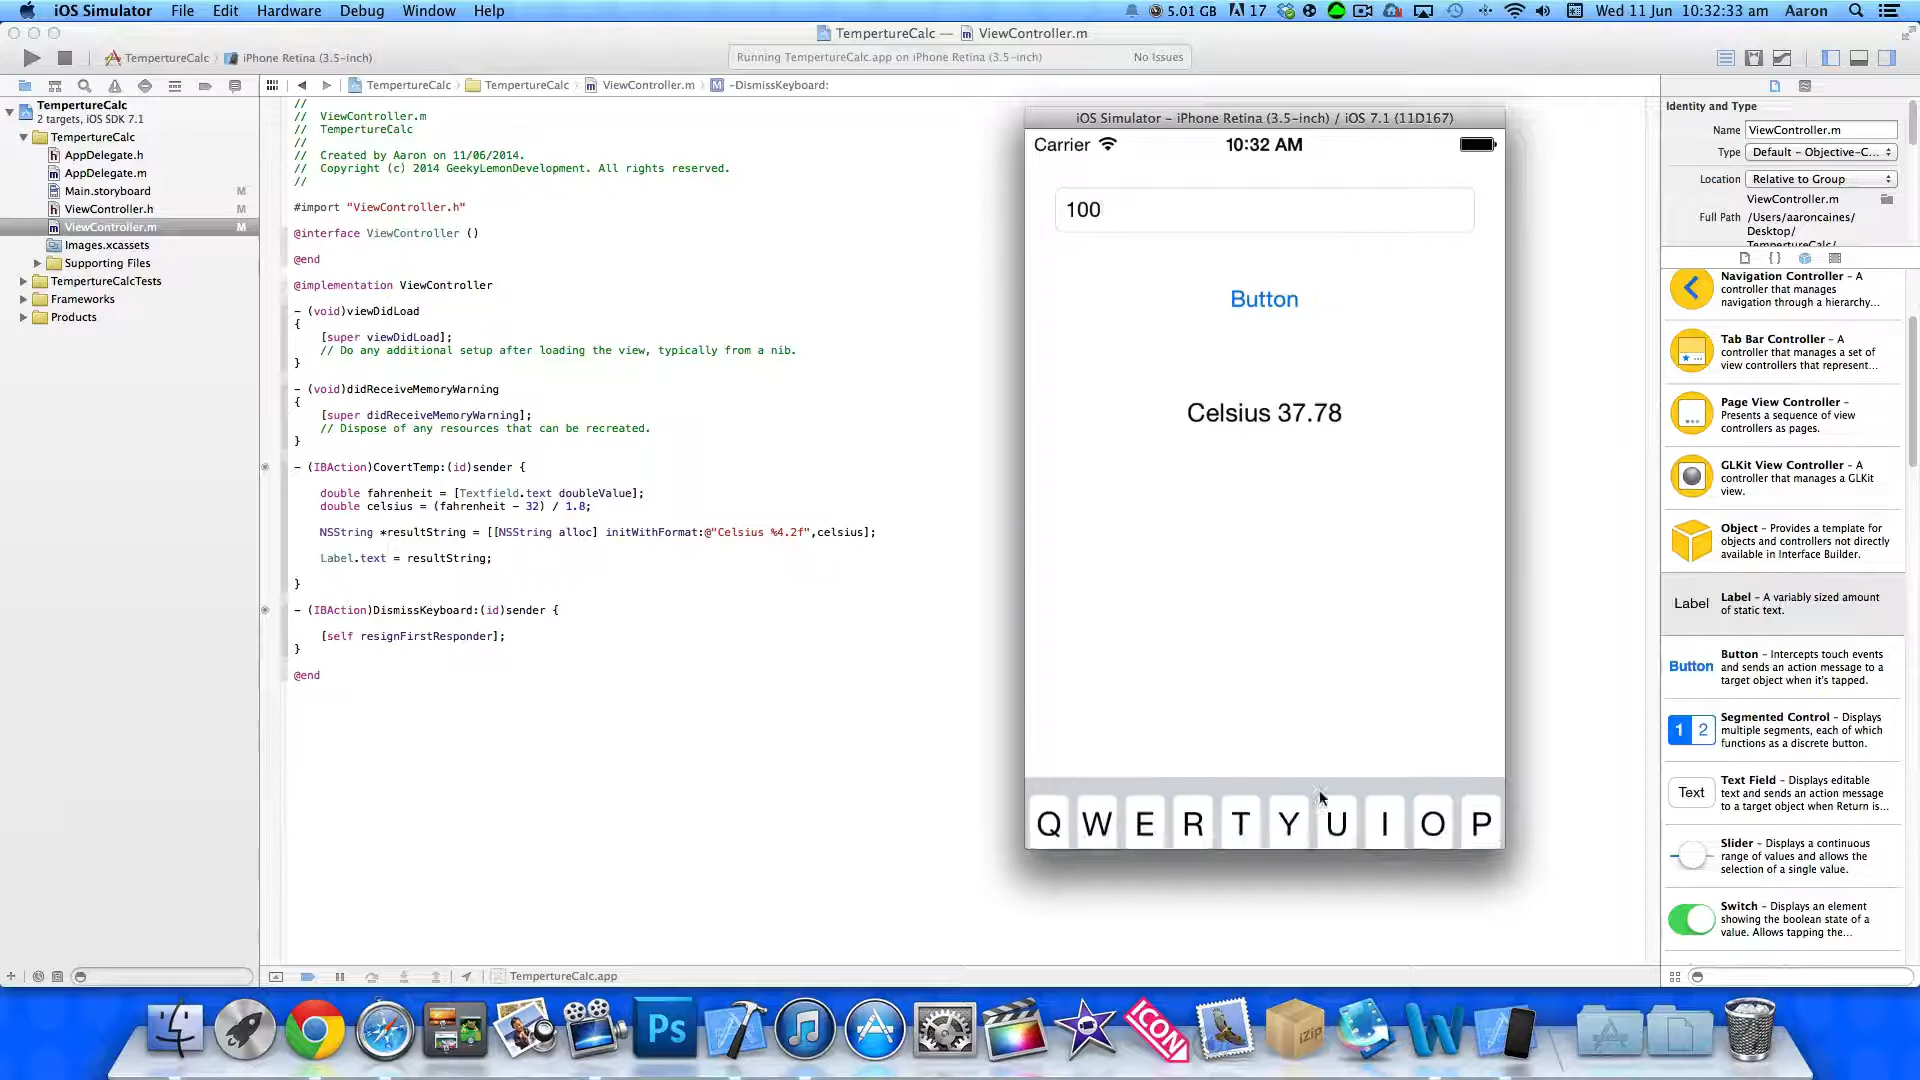 iOS Simulator File Edit Hardware Debug Window Help 5.01 GB 17 Wed 11 Jun 10:32:33 am Aaron
TempertureCalc — ViewController.m
TempertureCalc iPhone Retina (3.5-inch)
Running TempertureCalc.app on iPhone Retina (3.5-inch) No Issues
TempertureCalc TempertureCalc ViewController.m -DismissKeyboard:
TempertureCalc
2 targets, iOS SDK 7.1
TempertureCalc
AppDelegate.h
AppDelegate.m
Main.storyboard M
ViewController.h M
ViewController.m M
Images.xcassets
Supporting Files
TempertureCalcTests
Frameworks
Products
//
// ViewController.m
// TempertureCalc
//
// Created by Aaron on 11/06/2014.
// Copyright (c) 2014 GeekyLemonDevelopment. All rights reserved.
//
#import "ViewController.h"
@interface ViewController ()
@end
@implementation ViewController
- (void)viewDidLoad
{
[super viewDidLoad];
// Do any additional setup after loading the view, typically from a nib.
}
- (void)didReceiveMemoryWarning
{
[super didReceiveMemoryWarning];
// Dispose of any resources that can be recreated.
}
- (IBAction)CovertTemp:(id)sender {
double fahrenheit = [Textfield.text doubleValue];
double celsius = (fahrenheit - 32) / 1.8;
NSString *resultString = [[NSString alloc] initWithFormat:@"Celsius %4.2f",celsius];
Label.text = resultString;
}
- (IBAction)DismissKeyboard:(id)sender {
[self resignFirstResponder];
}
@end
TempertureCalc.app
iOS Simulator - iPhone Retina (3.5-inch) / iOS 7.1 (11D167)
Carrier 10:32 AM
100
Button
Celsius 37.78
Q W E R T Y U I O P
Identity and Type
Name ViewController.m
Type Default - Objective-C...
Location Relative to Group
ViewController.m
Full Path /Users/aaroncaines/
Desktop/
TempertureCalc/
Navigation Controller - A
controller that manages
navigation through a hierarchy...
Tab Bar Controller - A
controller that manages a set of
view controllers that represent...
Page View Controller -
Presents a sequence of view
controllers as pages.
GLKit View Controller - A
controller that manages a GLKit
view.
Object - Provides a template for
objects and controllers not directly
available in Interface Builder.
Label
Label - A variably sized amount
of static text.
Button
Button - Intercepts touch events
and sends an action message to a
target object when it's tapped.
1 2
Segmented Control - Displays
multiple segments, each of which
functions as a discrete button.
Text
Text Field - Displays editable
text and sends an action message
to a target object when Return is...
Slider - Displays a continuous
range of values and allows the
selection of a single value.
Switch - Displays an element
showing the boolean state of a
value. Allows tapping the...
Ps
ICON
iZip
W